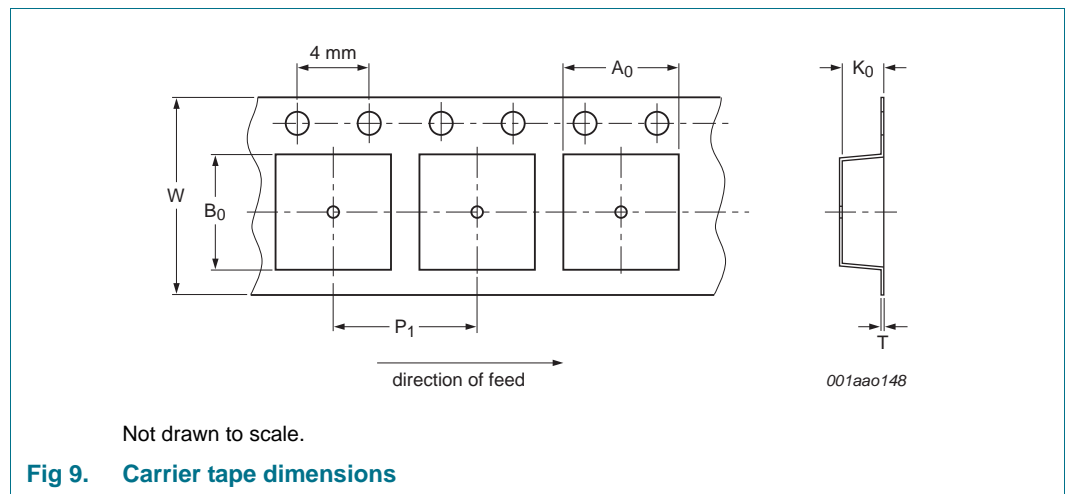 4 mm
A0
K0
W
B0
P1
T
direction of feed
001aao148
Not drawn to scale.
Fig 9. Carrier tape dimensions